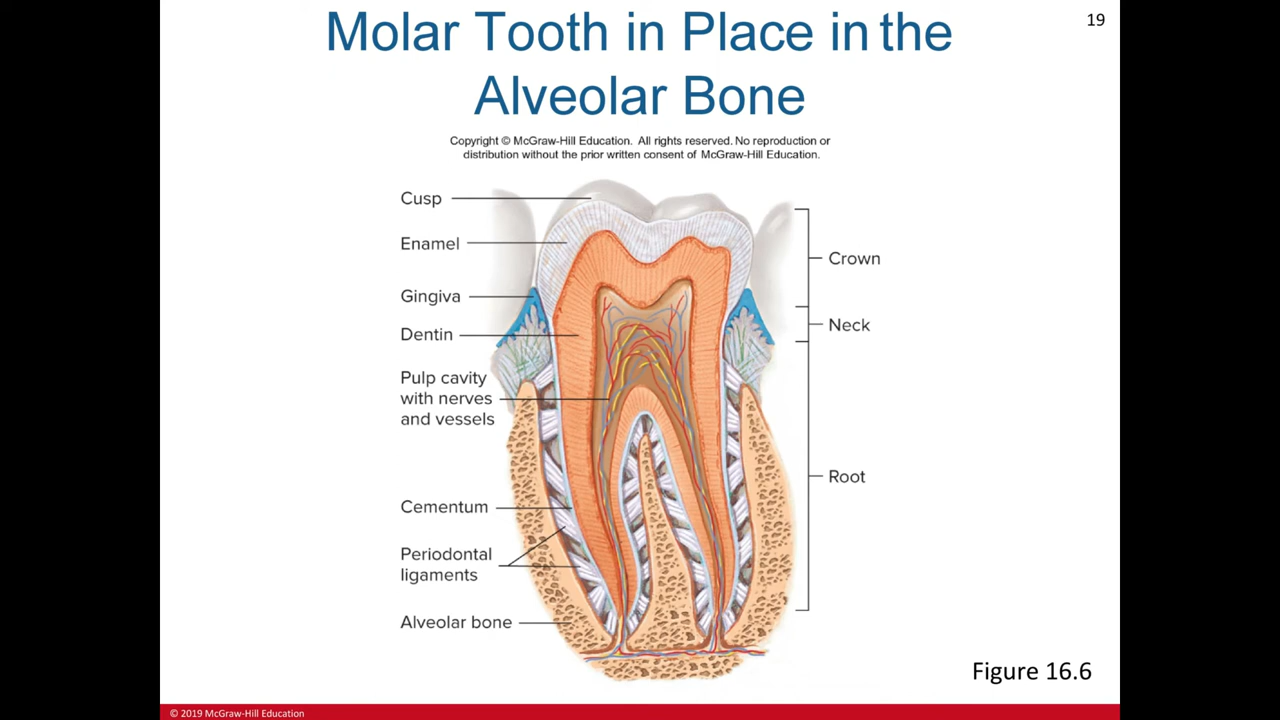 Molar Tooth in Place in the
Alveolar Bone
19
Copyright © McGraw-Hill Education. All rights reserved. No reproduction or
distribution without the prior written consent of McGraw-Hill Education.
Cusp
Enamel
Gingiva
Dentin
Pulp cavity
with nerves
and vessels
Cementum
Periodontal
ligaments
Alveolar bone
Crown
Neck
Root
Figure 16.6
© 2019 McGraw-Hill Education